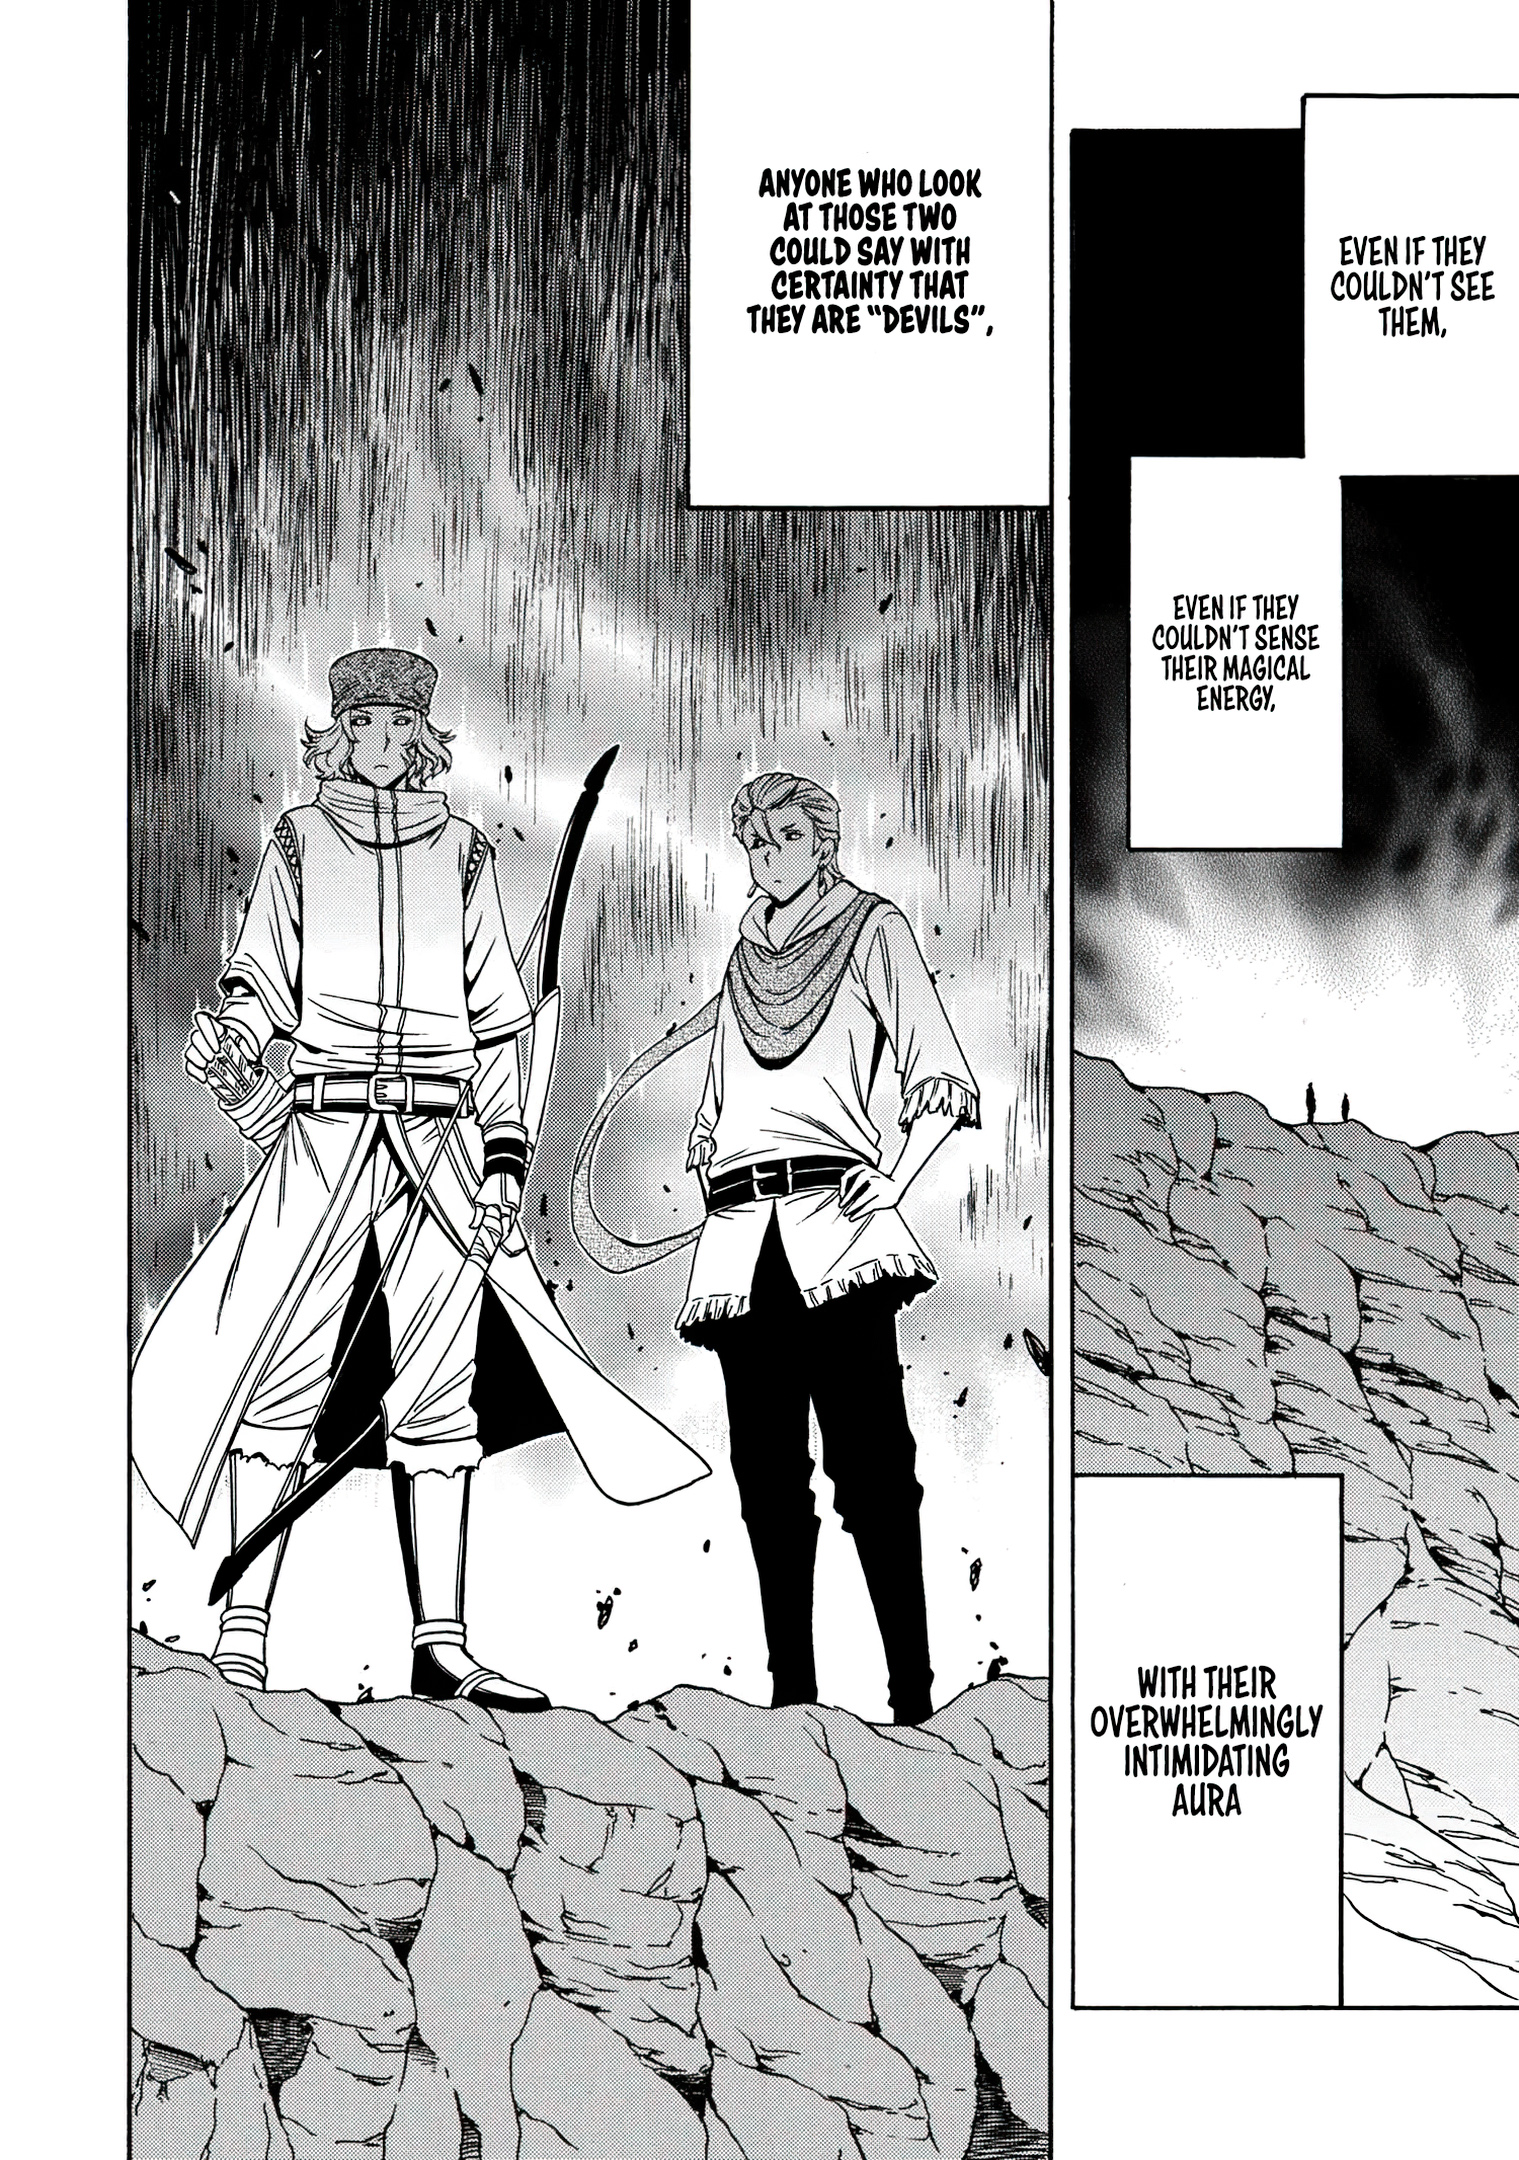 EVEN IF THEY
COULDN'T SEE
THEM,
EVEN IF THEY
COULDN'T SENSE
THEIR MAGICAL
ENERGY,
WITH THEIR
OVERWHELMINGLY
INTIMIDATING
AURA
ANYONE WHO LOOK
AT THOSE TWO
COULD SAY WITH
CERTAINTY THAT
THEY ARE "DEVILS",